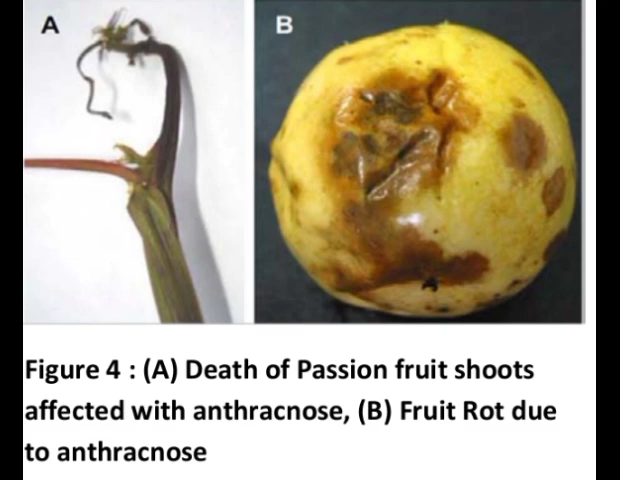 A
B
Figure 4 : (A) Death of Passion fruit shoots
affected with anthracnose, (B) Fruit Rot due
to anthracnose